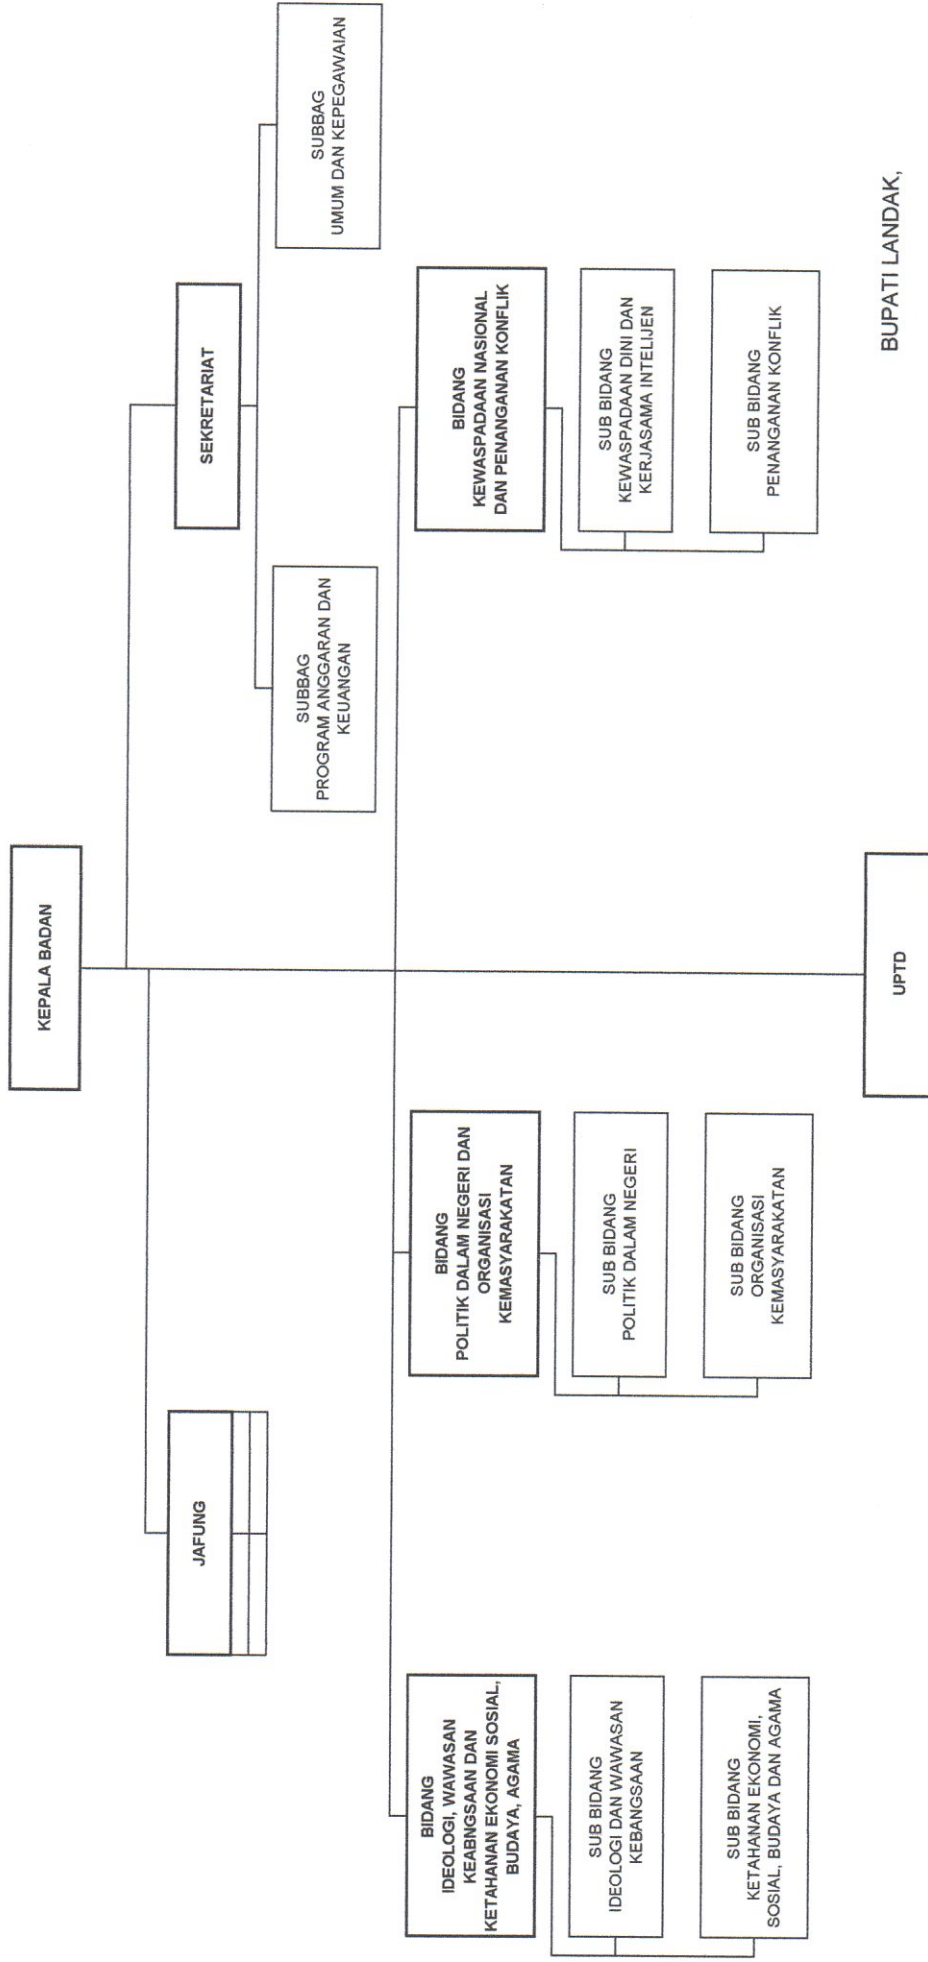 KEPALA BADAN
JAFUNG
SEKRETARIAT
SUBBAG
PROGRAM ANGGARAN DAN
KEUANGAN
SUBBAG
UMUM DAN KEPEGAWAIAN
BIDANG
IDEOLOGI, WAWASAN
KEABNGSAAN DAN
KETAHANAN EKONOMI SOSIAL,
BUDAYA, AGAMA
SUB BIDANG
IDEOLOGI DAN WAWASAN
KEBANGSAAN
SUB BIDANG
KETAHANAN EKONOMI,
SOSIAL, BUDAYA DAN AGAMA
BIDANG
POLITIK DALAM NEGERI DAN
ORGANISASI
KEMASYARAKATAN
SUB BIDANG
POLITIK DALAM NEGERI
SUB BIDANG
ORGANISASI
KEMASYARAKATAN
BIDANG
KEWASPADAAN NASIONAL
DAN PENANGANAN KONFLIK
SUB BIDANG
KEWASPADAAN DINI DAN
KERJASAMA INTELIJEN
SUB BIDANG
PENANGANAN KONFLIK
UPTD
BUPATI LANDAK,